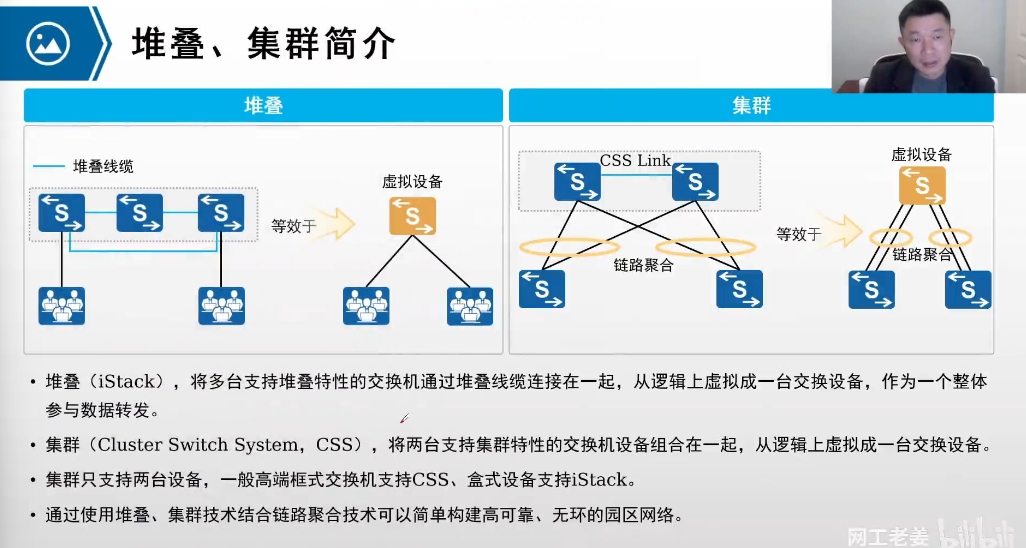 堆叠、集群简介
堆叠
集群
堆叠线缆
等效于
虚拟设备
S
S
S
S
CSS Link
S
S
链路聚合
S
S
等效于
虚拟设备
S
链路聚合
S
S
• 堆叠（iStack），将多台支持堆叠特性的交换机通过堆叠线缆连接在一起，从逻辑上虚拟成一台交换设备，作为一个整体
参与数据转发。
• 集群（Cluster Switch System，CSS），将两台支持集群特性的交换机设备组合在一起，从逻辑上虚拟成一台交换设备。
• 集群只支持两台设备，一般高端框式交换机支持CSS、盒式设备支持iStack。
• 通过使用堆叠、集群技术结合链路聚合技术可以简单构建高可靠、无环的园区网络。
网工老姜 bilibili